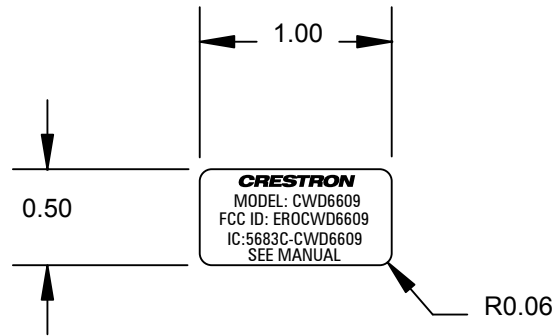 1.00
0.50
CRESTRON
MODEL: CWD6609
FCC ID: EROCWD6609
IC:5683C-CWD6609
SEE MANUAL
R0.06